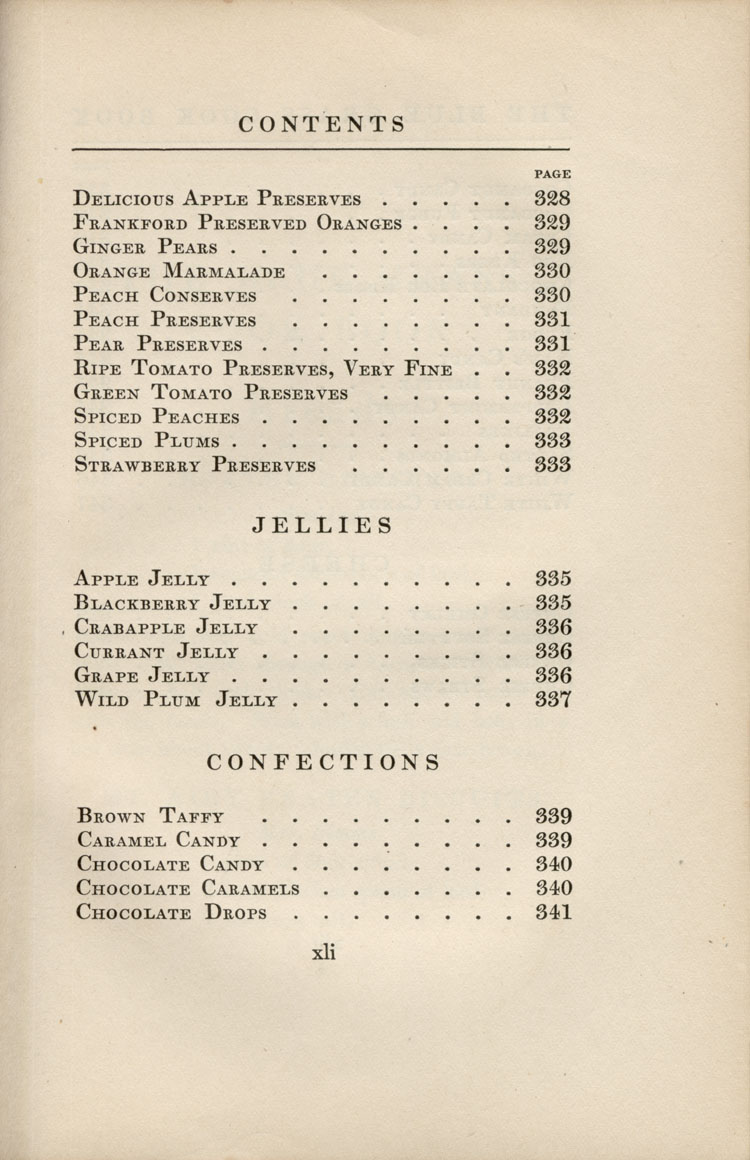 CONTENTS
PAGE
DELICIOUS APPLE PRESERVES . . . . . 328
FRANKFORD PRESERVED ORANGES . . . . 329
GINGER PEARS . . . . . . . . . . 329
ORANGE MARMALADE . . . . . . . 330
PEACH CONSERVES . . . . . . . . 330
PEACH PRESERVES . . . . . . . . 331
PEAR PRESERVES . . . . . . . . . 331
RIPE TOMATO PRESERVES, VERY FINE . . 332
GREEN TOMATO PRESERVES . . . . . 332
SPICED PEACHES . . . . . . . . . 332
SPICED PLUMS . . . . . . . . . . 333
STRAWBERRY PRESERVES . . . . . . 333
JELLIES
APPLE JELLY . . . . . . . . . . 335
BLACKBERRY JELLY . . . . . . . . 335
CRABAPPLE JELLY . . . . . . . . 336
CURRANT JELLY . . . . . . . . . 336
GRAPE JELLY . . . . . . . . . . 336
WILD PLUM JELLY . . . . . . . . 337
CONFECTIONS
BROWN TAFFY . . . . . . . . . 339
CARAMEL CANDY . . . . . . . . . 339
CHOCOLATE CANDY . . . . . . . . 340
CHOCOLATE CARAMELS . . . . . . . 340
CHOCOLATE DROPS . . . . . . . . 341
xli